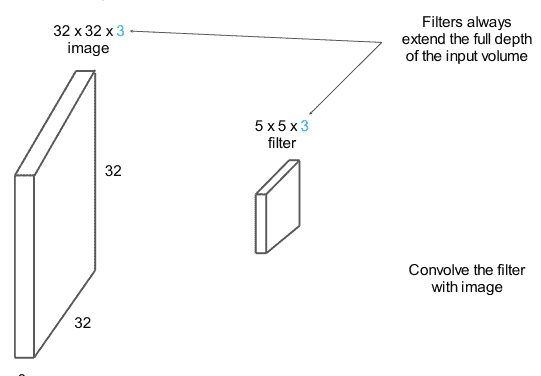 32 x 32 x 3
image
Filters always
extend the full depth
of the input volume
5 x 5 x 3
filter
32
Convolve the filter
with image
32